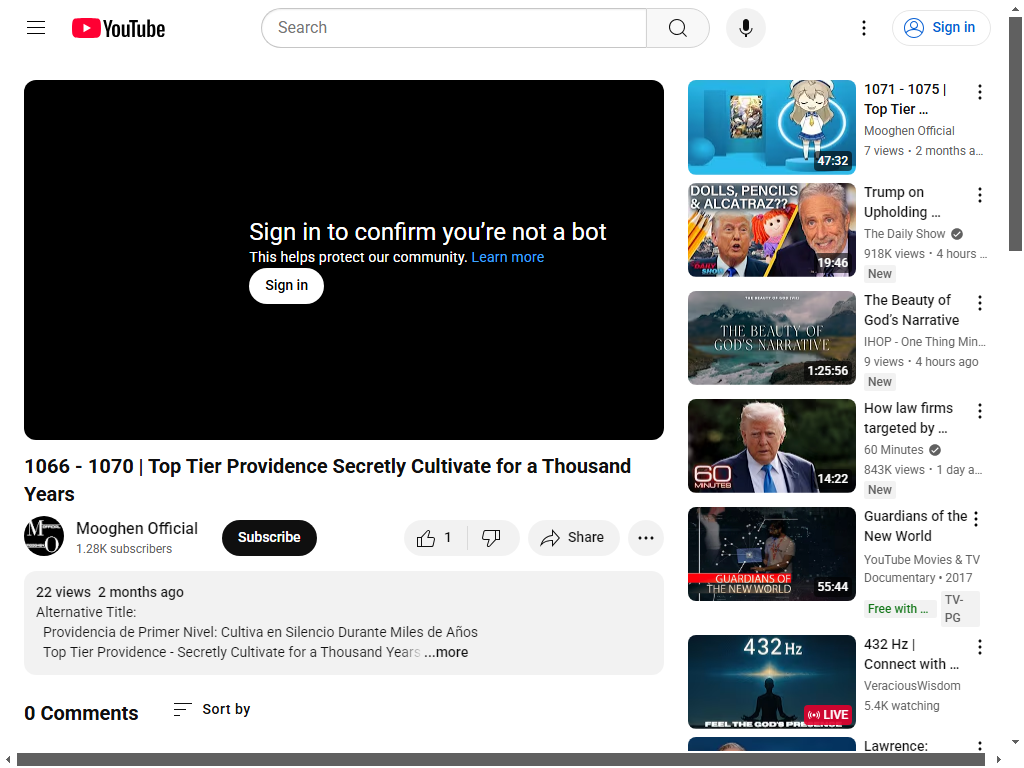 YouTube
Search
Sign in
Sign in to confirm you’re not a bot
This helps protect our community. Learn more
Sign in
1066 - 1070 | Top Tier Providence Secretly Cultivate for a Thousand
Years
Mooghen Official
1.28K subscribers
Subscribe
1
Share
22 views 2 months ago
Alternative Title:
Providencia de Primer Nivel: Cultiva en Silencio Durante Miles de Años
Top Tier Providence - Secretly Cultivate for a Thousand Years ...more
0 Comments
Sort by
47:32
1071 - 1075 |
Top Tier ...
Mooghen Official
7 views • 2 months a...
DOLLS, PENCILS
& ALCATRAZ??
19:46
Trump on
Upholding ...
The Daily Show
918K views • 4 hours ...
New
THE BEAUTY OF
GOD'S NARRATIVE
1:25:56
The Beauty of
God's Narrative
IHOP - One Thing Min...
9 views • 4 hours ago
New
60
MINUTES
14:22
How law firms
targeted by ...
60 Minutes
843K views • 1 day a...
New
GUARDIANS OF
THE NEW WORLD
55:44
Guardians of the
New World
YouTube Movies & TV
Documentary • 2017
Free with ...
TV-
PG
432 Hz
LIVE
FEEL THE GOD'S PRESENCE
432 Hz |
Connect with ...
VeraciousWisdom
5.4K watching
Lawrence: